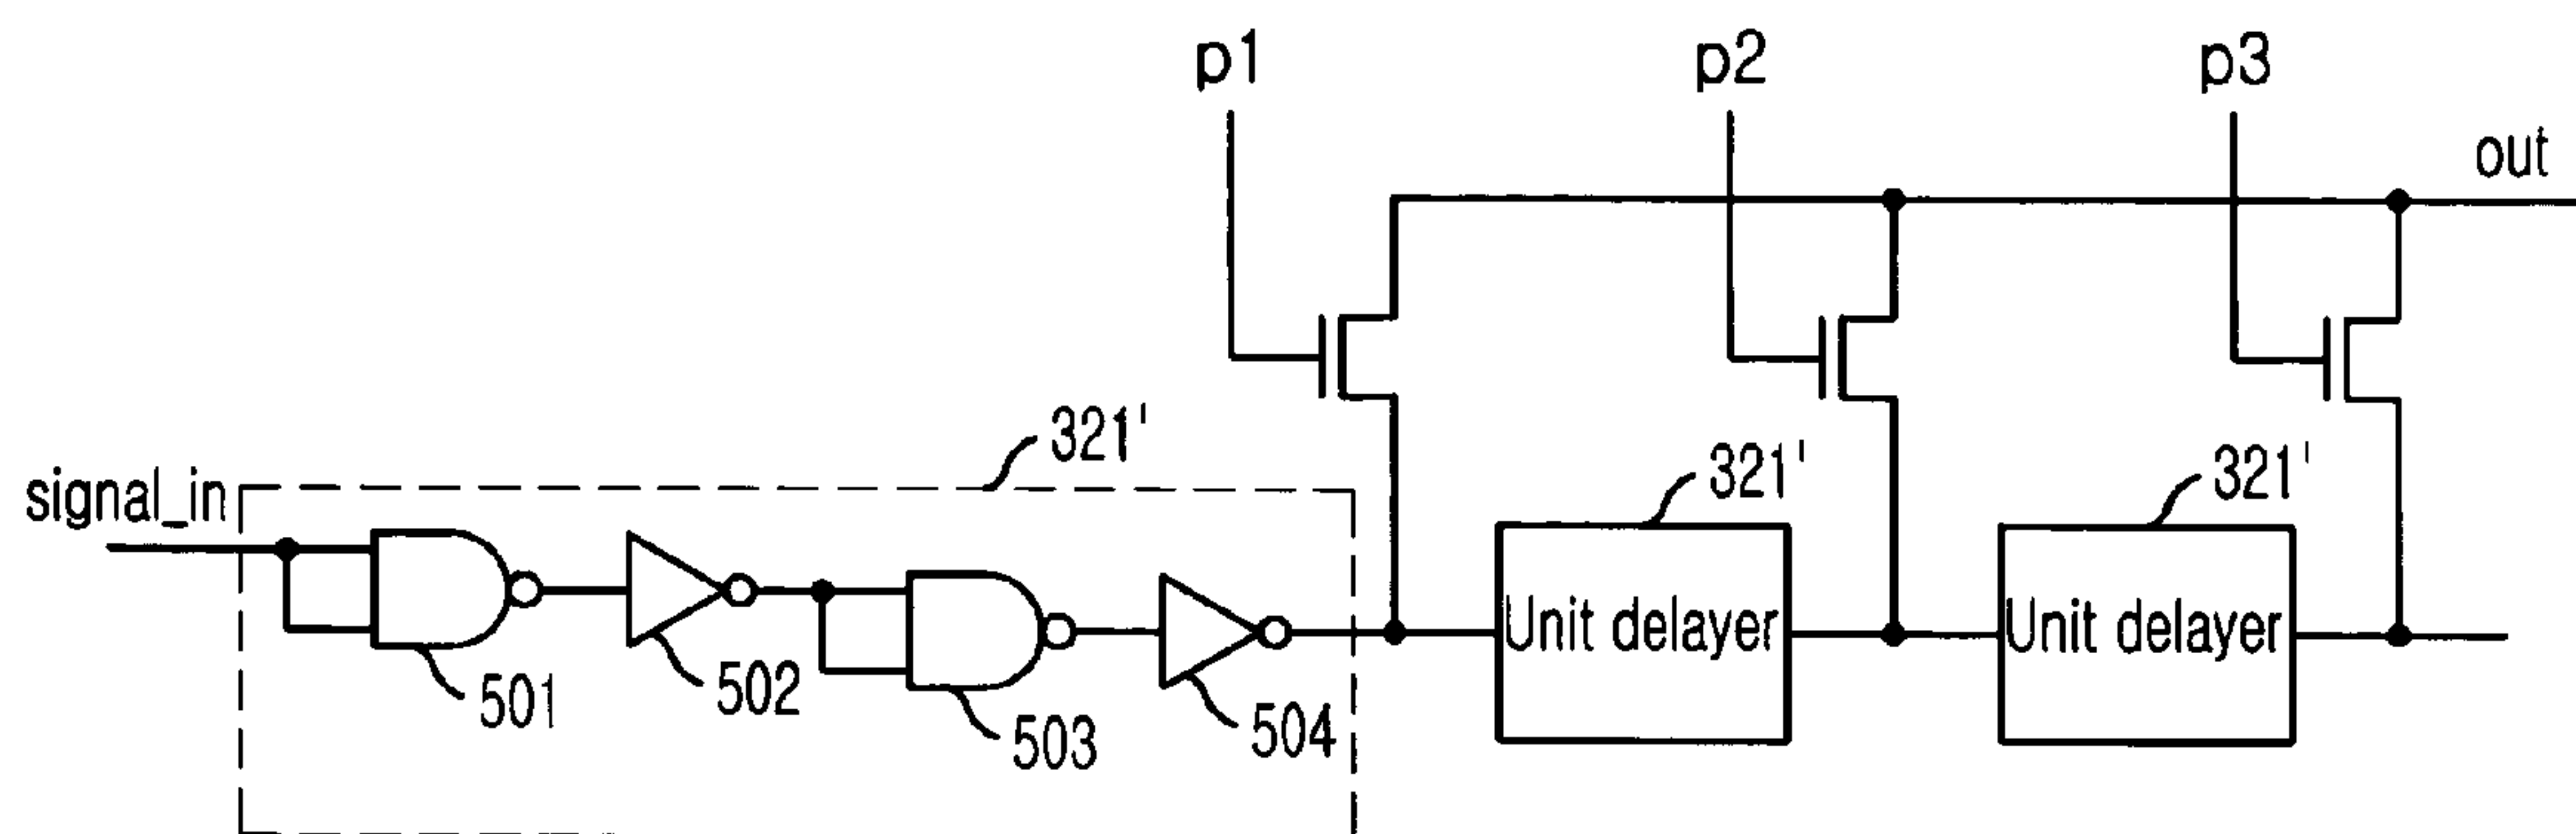 p1
p2
p3
out
321'
signal_in
321'
321'
Unit delayer
Unit delayer
501
502
503
504